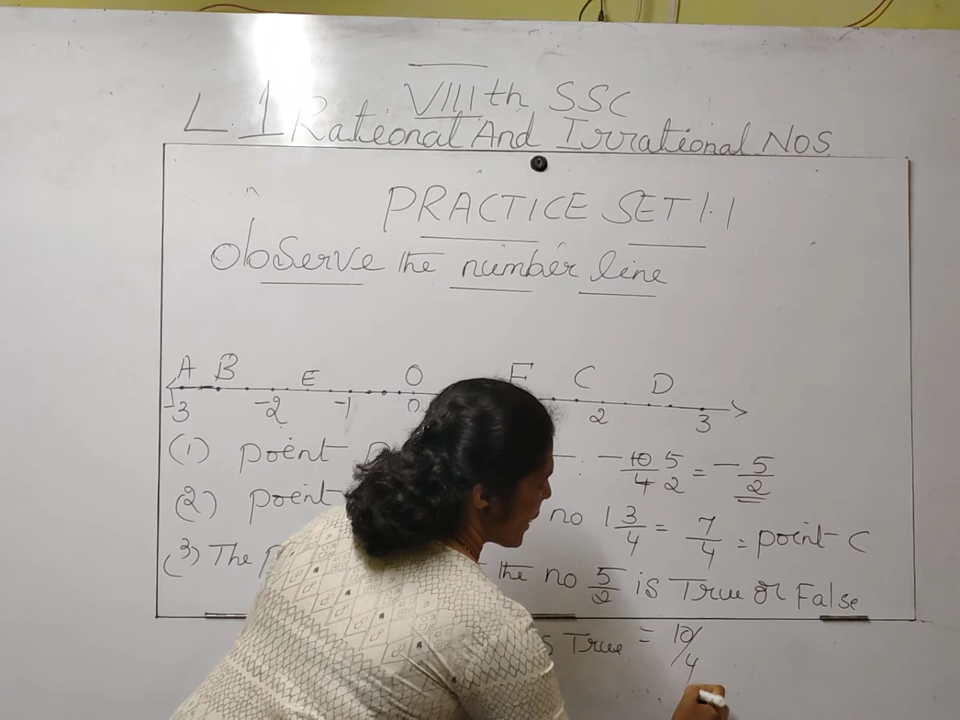 VIIIth SSC
L.1 Rational And Irrational NOS
PRACTICE SET 1.1
Observe the number line
A B E O F C D
-3 -2 -1 0 2 3
(1) point : -10/4 5/2 = -5/2
(2) point no 1 3/4 = 7/4 = point C
(3) The the no 5/2 is True or False
is True = 10/4